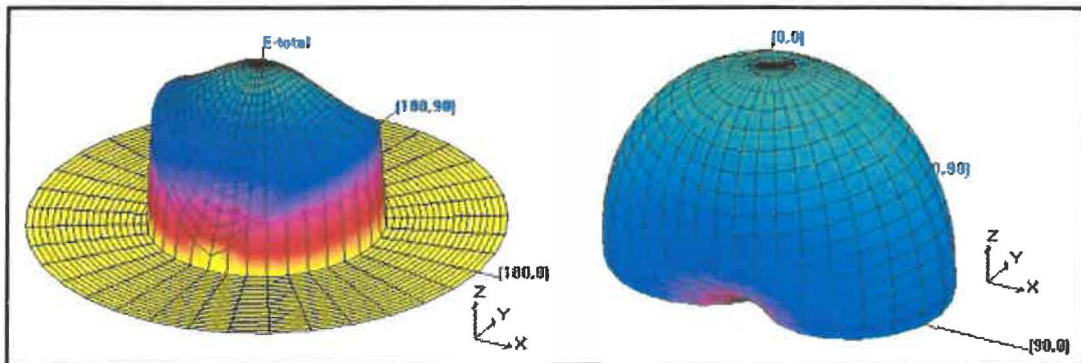 E-total
(180,90)
(180,0)
Z
Y
X
(0,0)
,90)
Z
Y
X
(90,0)